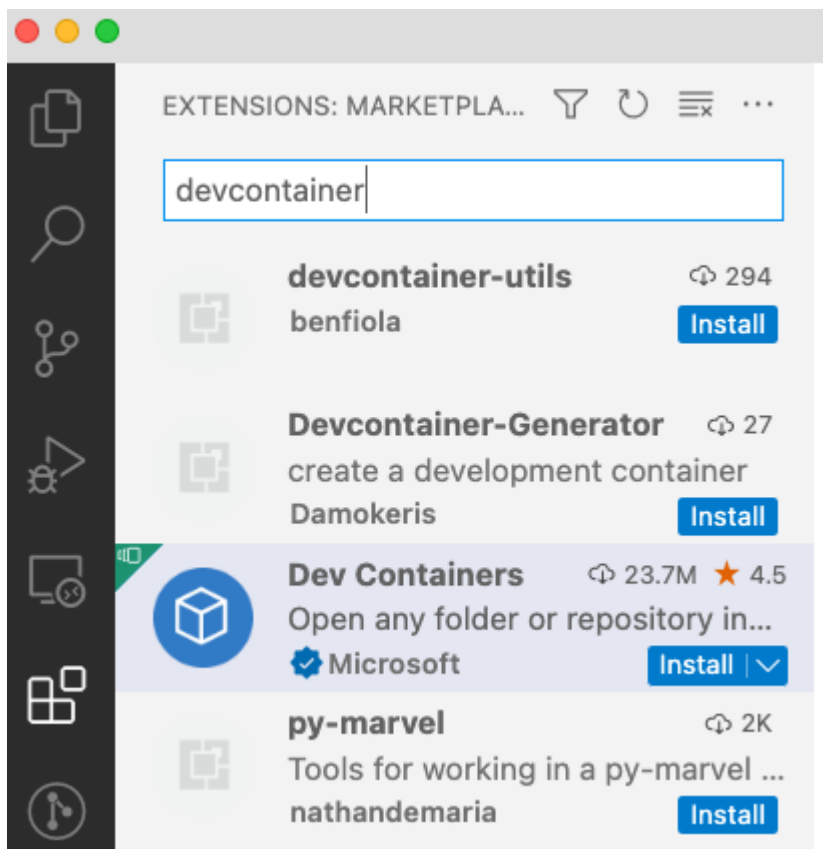 EXTENSIONS: MARKETPLA...
devcontainer
devcontainer-utils 294
benfiola Install
Devcontainer-Generator 27
create a development container
Damokeris Install
Dev Containers 23.7M ★ 4.5
Open any folder or repository in...
Microsoft Install
py-marvel 2K
Tools for working in a py-marvel ...
nathandemaria Install